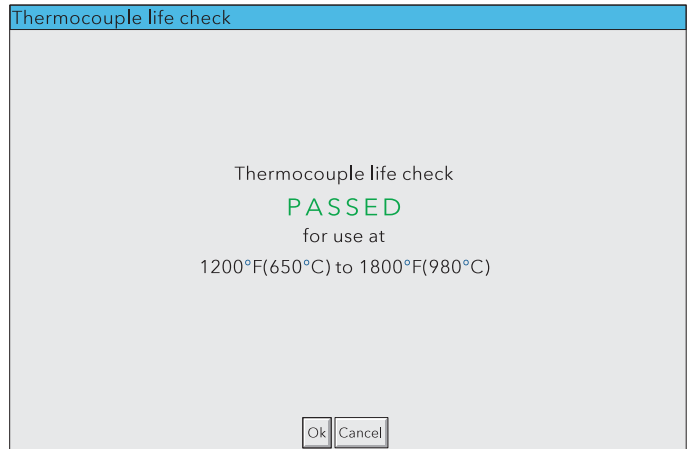 Thermocouple life check
Thermocouple life check
PASSED
for use at
1200°F(650°C) to 1800°F(980°C)
Ok Cancel